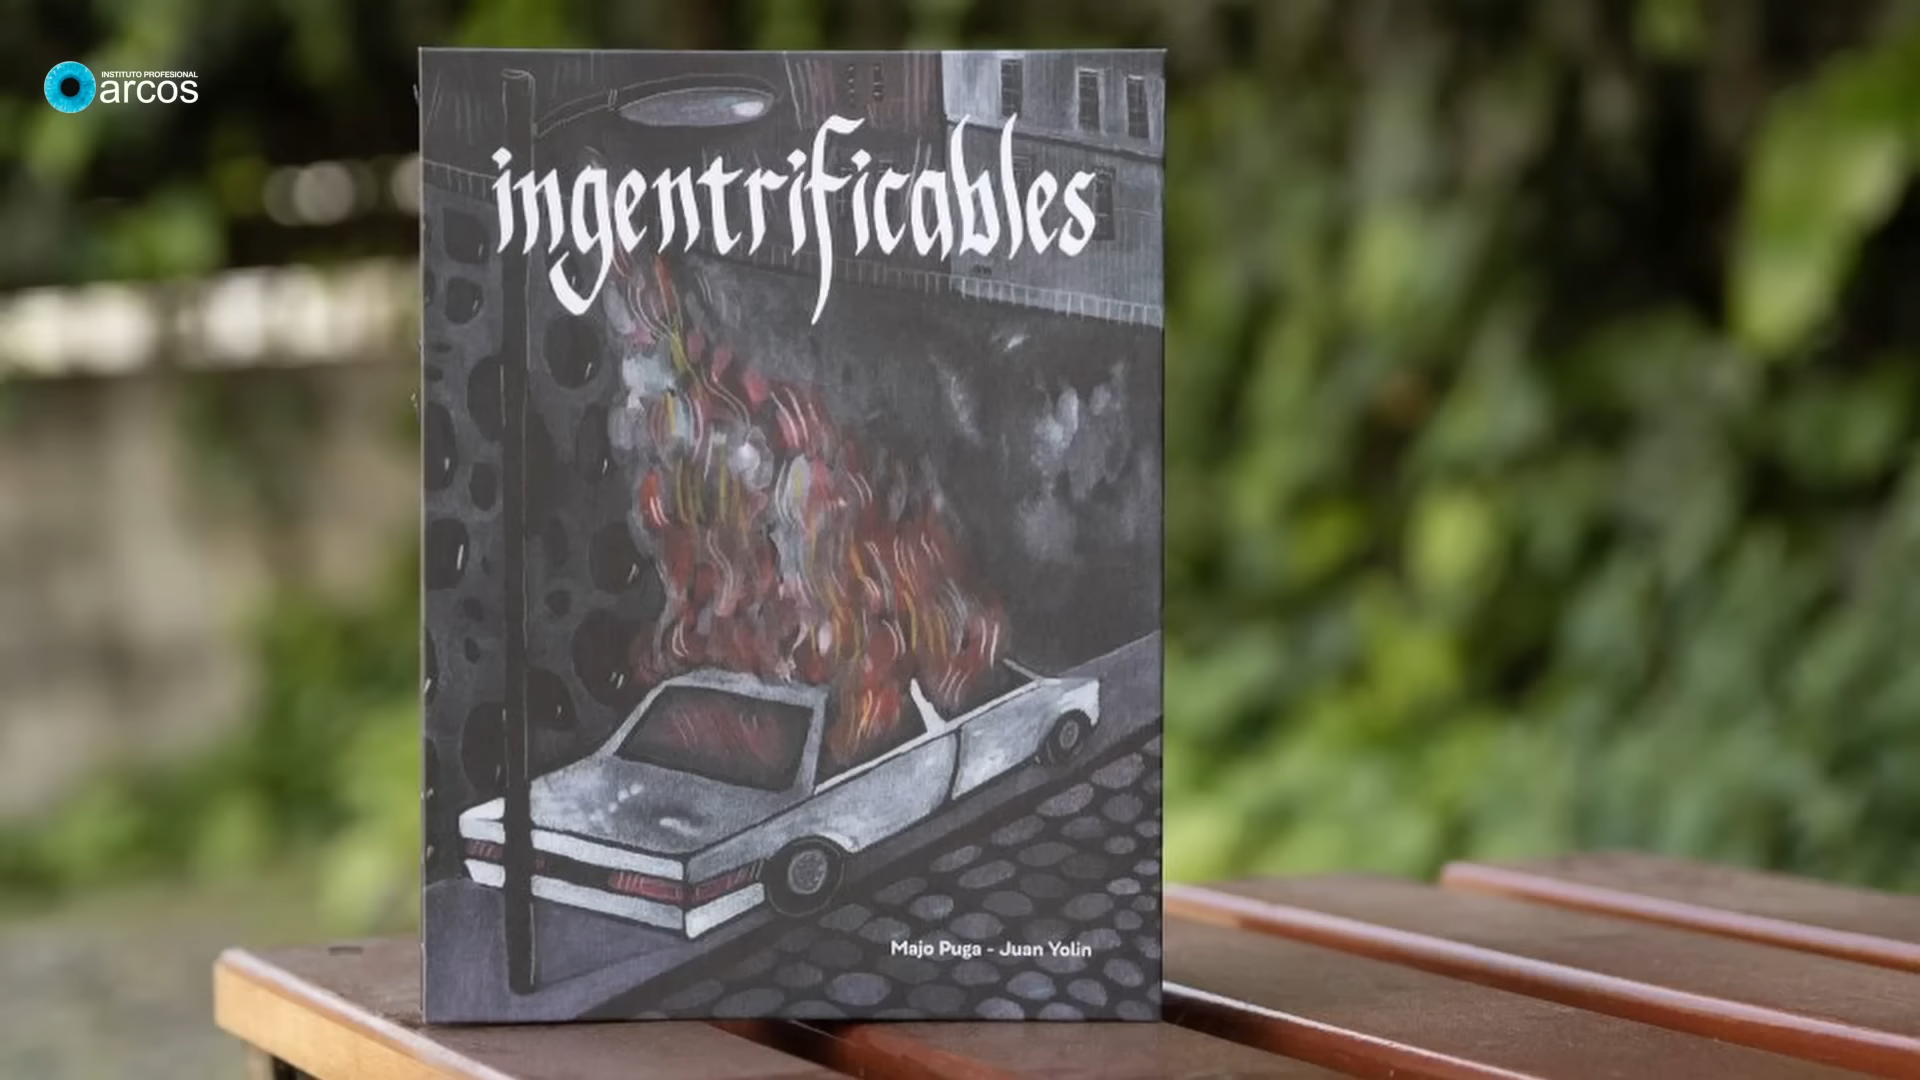 INSTITUTO PROFESIONAL
arcos
ingentrificables
Majo Puga - Juan Yolin